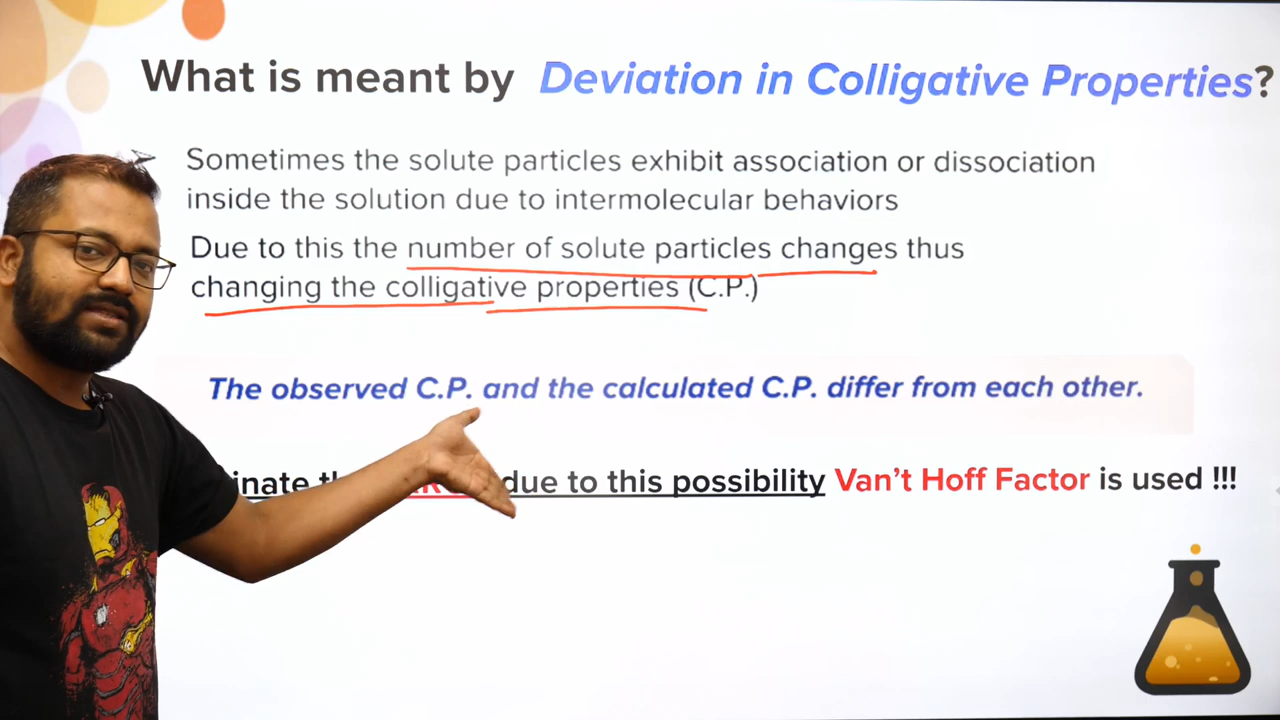 What is meant by Deviation in Colligative Properties?
Sometimes the solute particles exhibit association or dissociation
inside the solution due to intermolecular behaviors
Due to this the number of solute particles changes thus
changing the colligative properties (C.P.)
The observed C.P. and the calculated C.P. differ from each other.
due to this possibility Van't Hoff Factor is used !!!